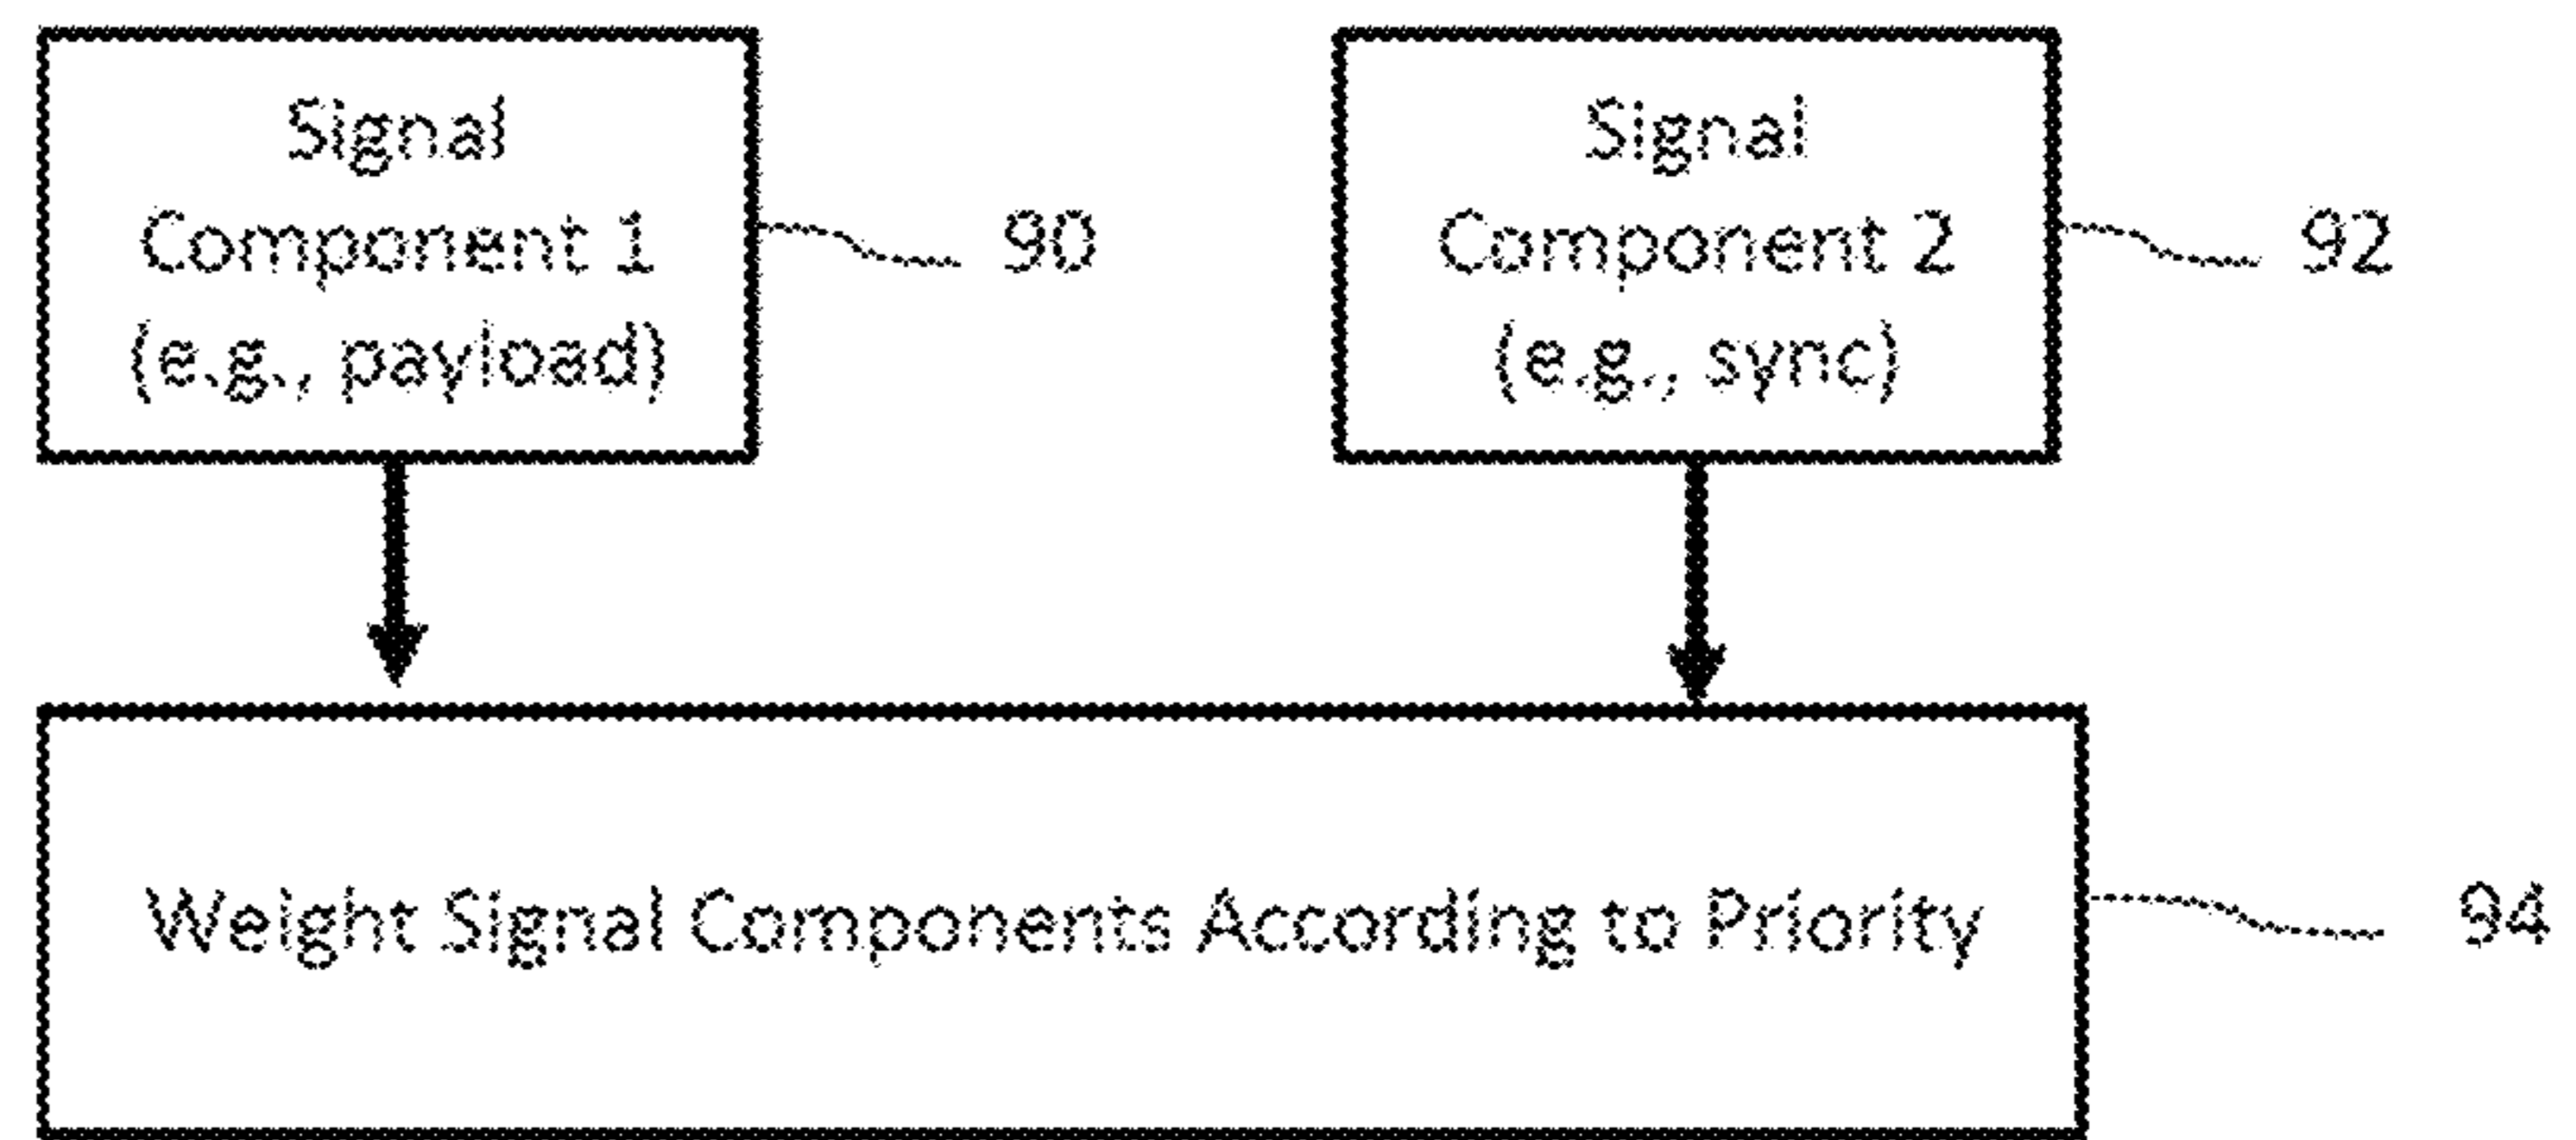 Signal
Component 1
(e.g., payload)
90
Signal
Component 2
(e.g., sync)
92
Weight Signal Components According to Priority
94